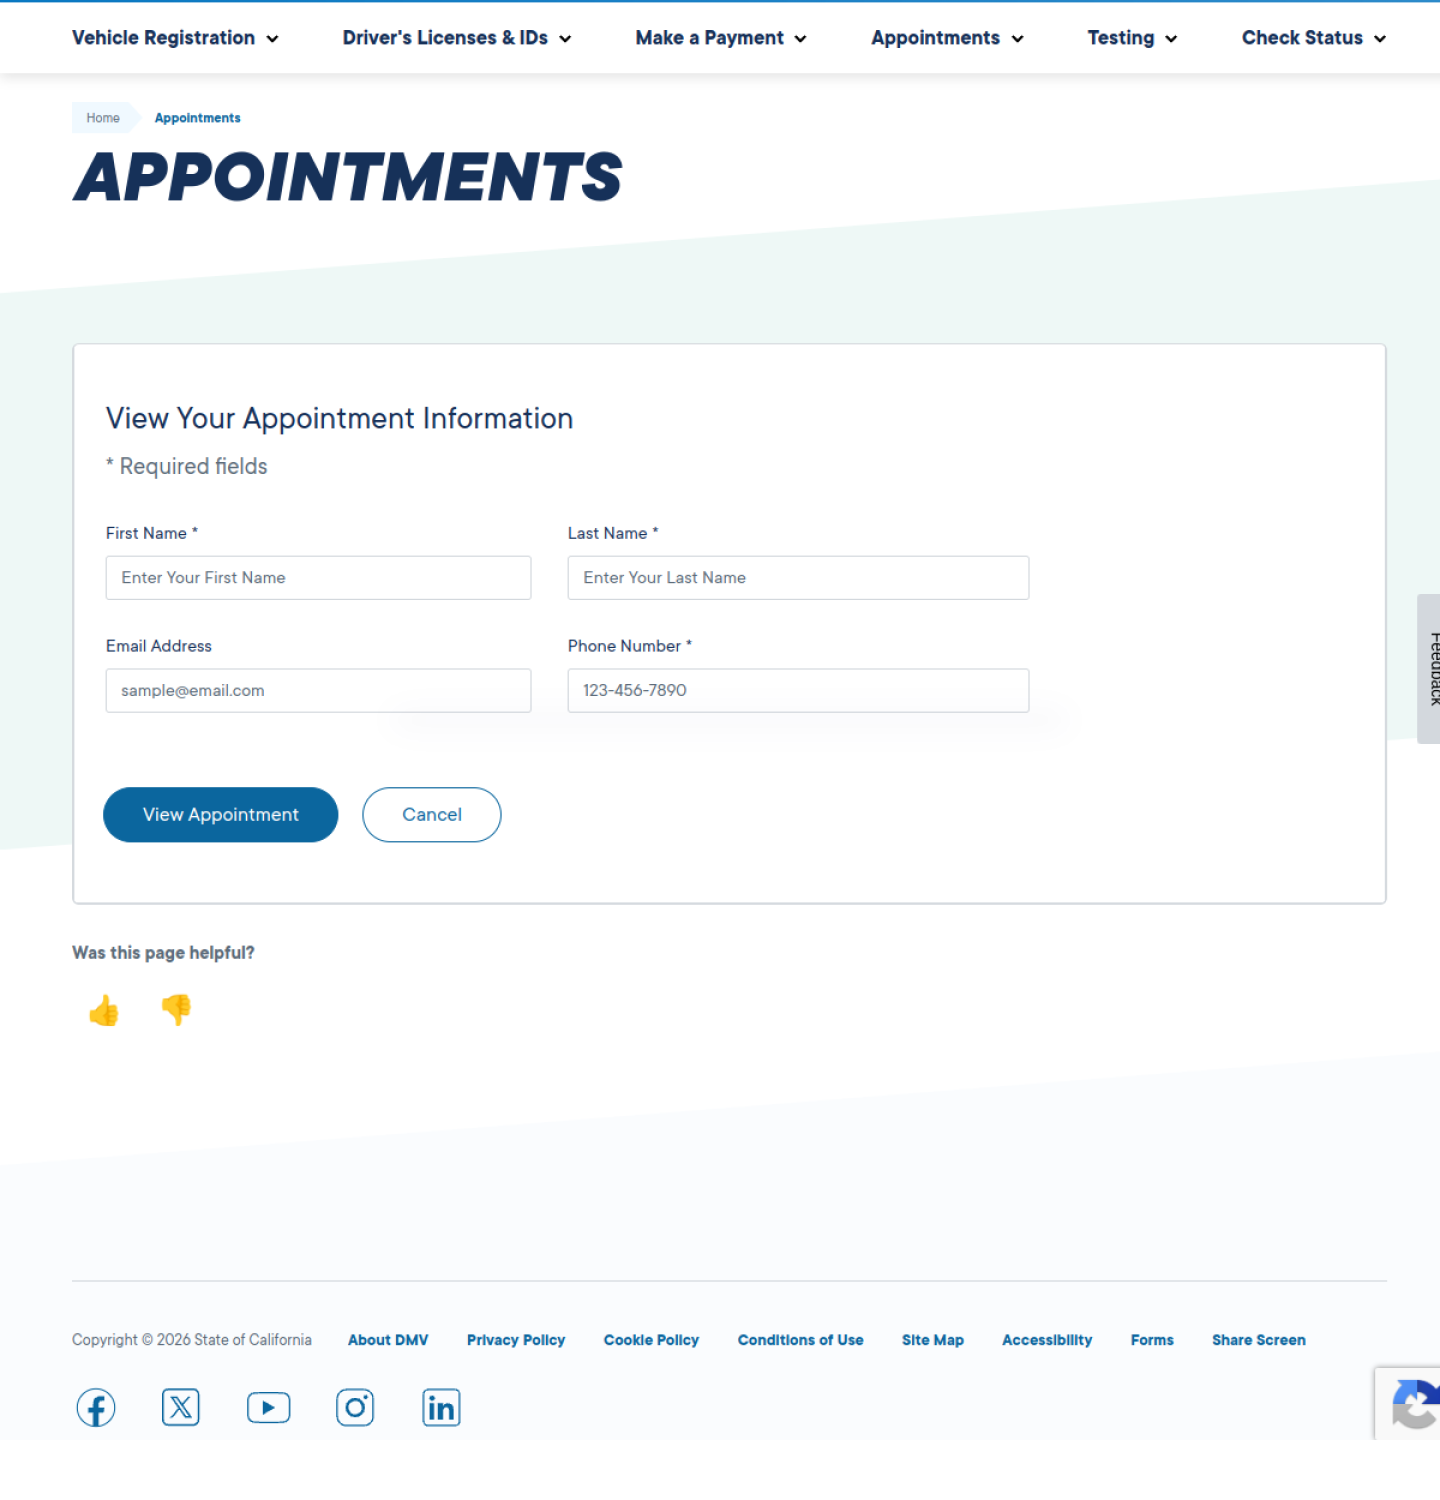 Vehicle Registration Driver's Licenses & IDs Make a Payment Appointments Testing Check Status
Home Appointments
APPOINTMENTS
View Your Appointment Information
* Required fields
First Name * Last Name *
Enter Your First Name Enter Your Last Name
Email Address Phone Number *
sample@email.com 123-456-7890
Feedback
View Appointment Cancel
Was this page helpful?
Copyright © 2026 State of California About DMV Privacy Policy Cookie Policy Conditions of Use Site Map Accessibility Forms Share Screen